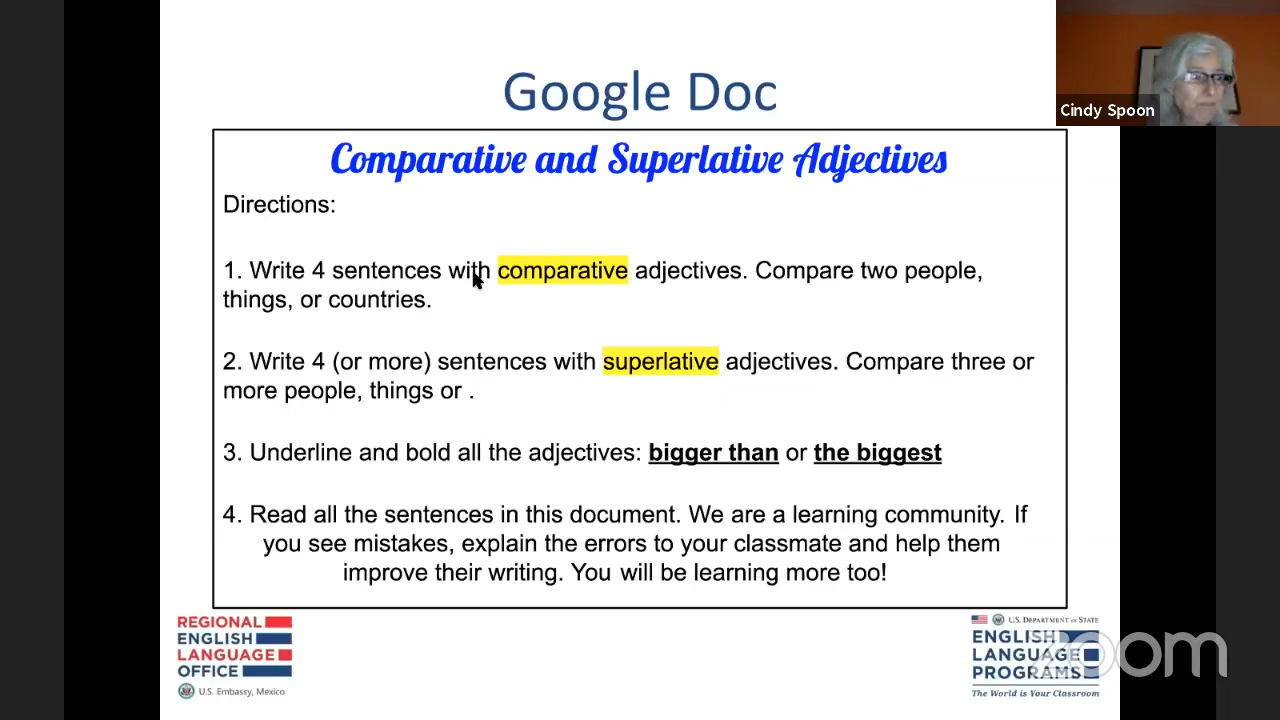 Cindy Spoon
Google Doc
Comparative and Superlative Adjectives
Directions:
1. Write 4 sentences with comparative adjectives. Compare two people,
things, or countries.
2. Write 4 (or more) sentences with superlative adjectives. Compare three or
more people, things or .
3. Underline and bold all the adjectives: bigger than or the biggest
4. Read all the sentences in this document. We are a learning community. If
you see mistakes, explain the errors to your classmate and help them
improve their writing. You will be learning more too!
REGIONAL
ENGLISH
LANGUAGE
OFFICE
U.S. Embassy, Mexico
U.S. DEPARTMENT OF STATE
ENGLISH
LANGUAGE
PROGRAMS
The World is Your Classroom
zoom